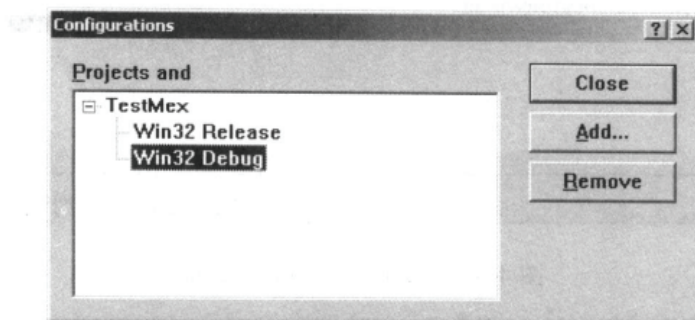 Configurations
Projects and
TestMex
Win32 Release
Win32 Debug
Close
Add...
Remove